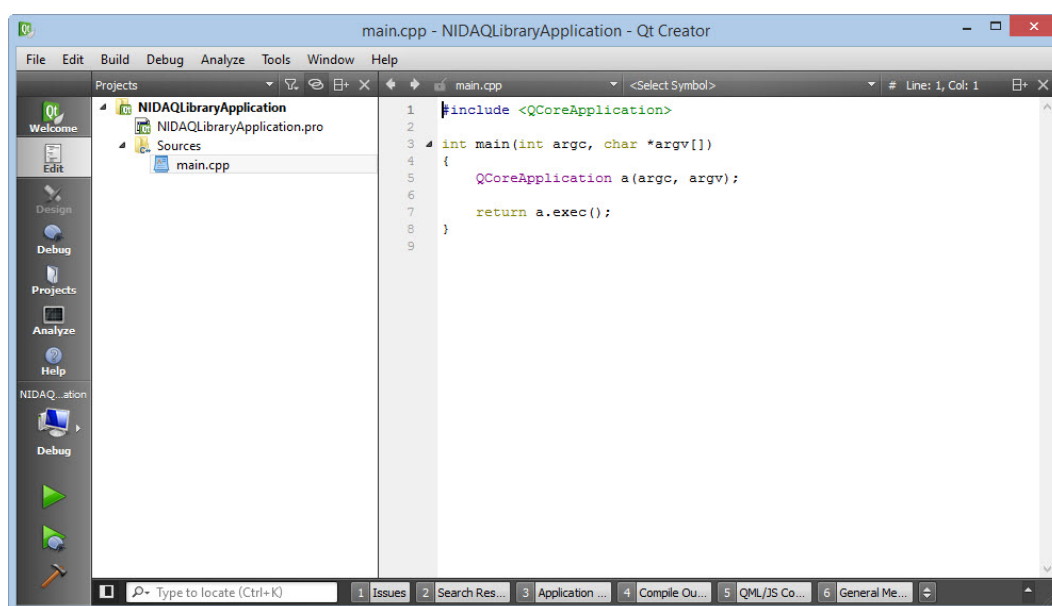 main.cpp - NIDAQLibraryApplication - Qt Creator
File Edit Build Debug Analyze Tools Window Help
Projects
main.cpp
<Select Symbol>
# Line: 1, Col: 1
Qt
Welcome
Edit
Design
Debug
Projects
Analyze
Help
NIDAQ...ation
Debug
NIDAQLibraryApplication
NIDAQLibraryApplication.pro
Sources
main.cpp
1 #include <QCoreApplication>
2
3 int main(int argc, char *argv[])
4 {
5 QCoreApplication a(argc, argv);
6
7 return a.exec();
8 }
9
Type to locate (Ctrl+K)
1 Issues 2 Search Res... 3 Application ... 4 Compile Ou... 5 QML/JS Co... 6 General Me...